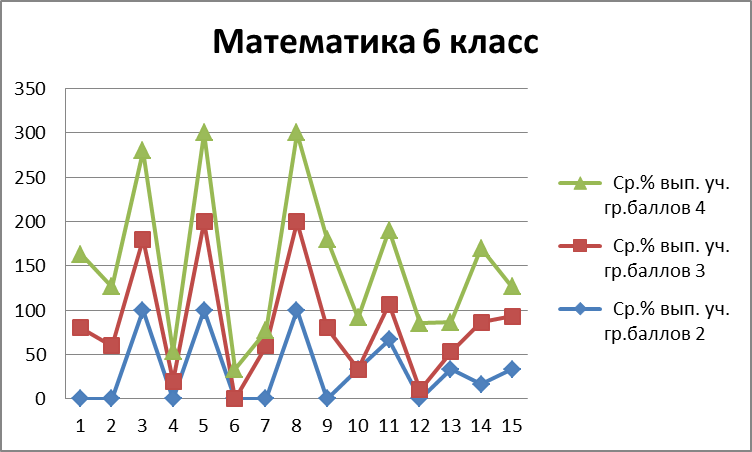 Математика 6 класс
350
300
250
200
150
100
50
0
1 2 3 4 5 6 7 8 9 10 11 12 13 14 15
Ср.% вып. уч.
гр.баллов 4
Ср.% вып. уч.
гр.баллов 3
Ср.% вып. уч.
гр.баллов 2